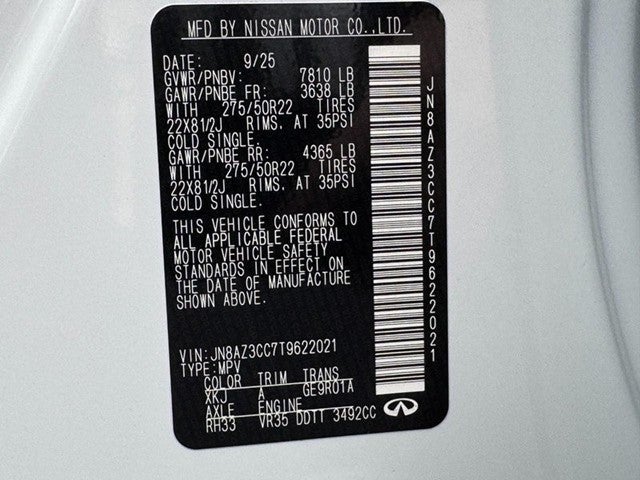 MFD BY NISSAN MOTOR CO.,LTD.
DATE: 9/25
GVWR/PNBV: 7810 LB
GAWR/PNBE FR: 3638 LB
WITH 275/50R22 TIRES
22X81/2J RIMS, AT 35PSI
COLD SINGLE.
GAWR/PNBE RR: 4365 LB
WITH 275/50R22 TIRES
22X81/2J RIMS, AT 35PSI
COLD SINGLE.
THIS VEHICLE CONFORMS TO
ALL APPLICABLE FEDERAL
MOTOR VEHICLE SAFETY
STANDARDS IN EFFECT ON
THE DATE OF MANUFACTURE
SHOWN ABOVE.
VIN:JN8AZ3CC7T9622021
TYPE:MPV
COLOR TRIM TRANS
XKJ A GE9R01A
AXLE ENGINE
RH33 VR35 DDTT 3492CC
JN8AZ3CC7T9622021